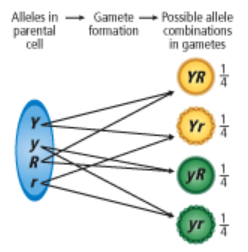 Alleles in → Gamete → Possible allele
parental formation combinations
cell in gametes
Y
y
R
r
YR 1/4
Yr 1/4
yR 1/4
yr 1/4